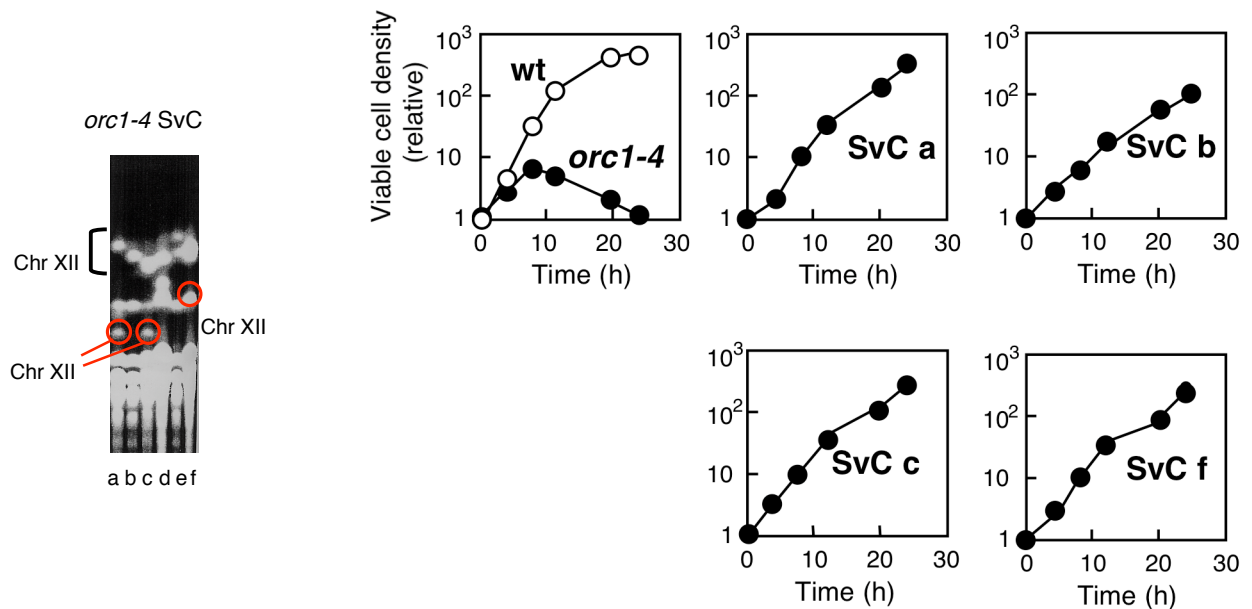 orc1-4 SvC
Chr XII
Chr XII
Chr XII
a b c d e f
Viable cell density
(relative)
10³
10²
10
1
wt
orc1-4
0 10 20 30
Time (h)
10³
10²
10
1
SvC a
0 10 20 30
Time (h)
10³
10²
10
1
SvC b
0 10 20 30
Time (h)
10³
10²
10
1
SvC c
0 10 20 30
Time (h)
10³
10²
10
1
SvC f
0 10 20 30
Time (h)